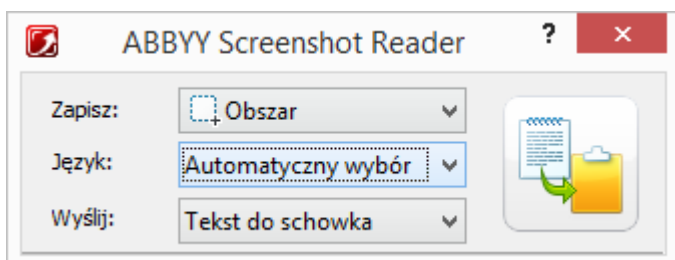 ABBYY Screenshot Reader ? ×
Zapisz: Obszar
Język: Automatyczny wybór
Wyślij: Tekst do schowka